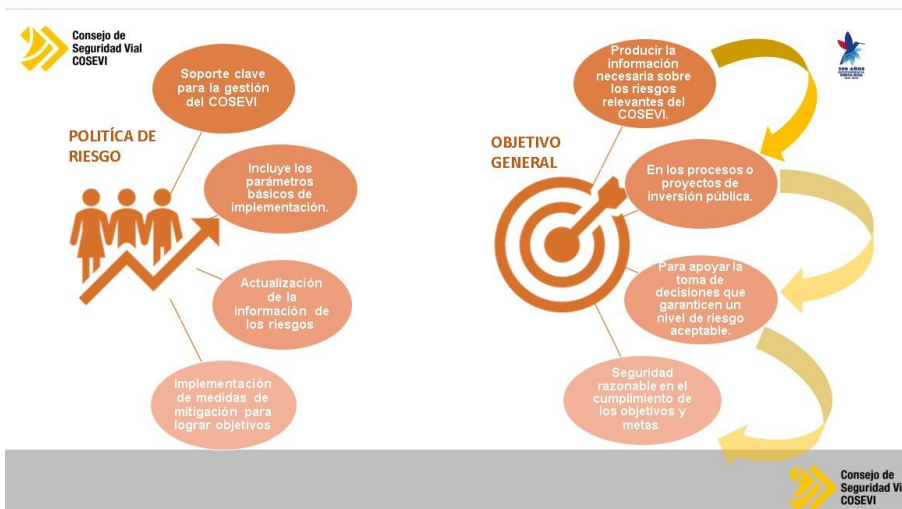 Consejo de
Seguridad Vial
COSEVI
Soporte clave
para la gestión
del COSEVI
POLITÍCA DE
RIESGO
Incluye los
parámetros
básicos de
implementación.
Actualización
de la
información de
los riesgos.
Implementación
de medidas de
mitigación para
lograr objetivos
Producir la
información
necesaria sobre
los riesgos
relevantes del
COSEVI.
OBJETIVO
GENERAL
En los procesos o
proyectos de
inversión pública.
Para apoyar la
toma de
decisiones que
garanticen un
nivel de riesgo
aceptable.
Seguridad
razonable en el
cumplimiento de
los objetivos y
metas.
200 AÑOS
Consejo de
Seguridad Vi
COSEVI